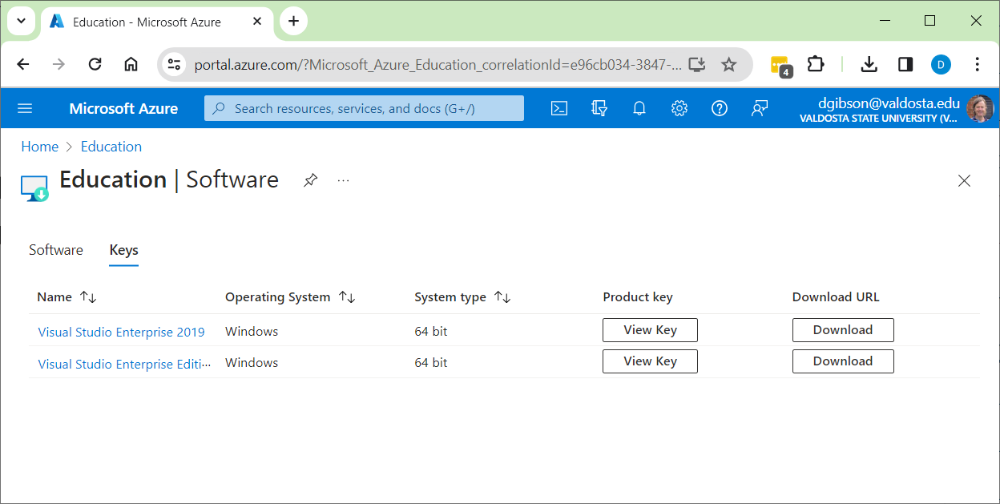 Education - Microsoft Azure
portal.azure.com/?Microsoft_Azure_Education_correlationId=e96cb034-3847-...
4
D
Microsoft Azure
Search resources, services, and docs (G+/)
dgibson@valdosta.edu
VALDOSTA STATE UNIVERSITY (V...
Home > Education
Education | Software
...
Software Keys
Name Operating System System type Product key Download URL
Visual Studio Enterprise 2019 Windows 64 bit View Key Download
Visual Studio Enterprise Editi... Windows 64 bit View Key Download